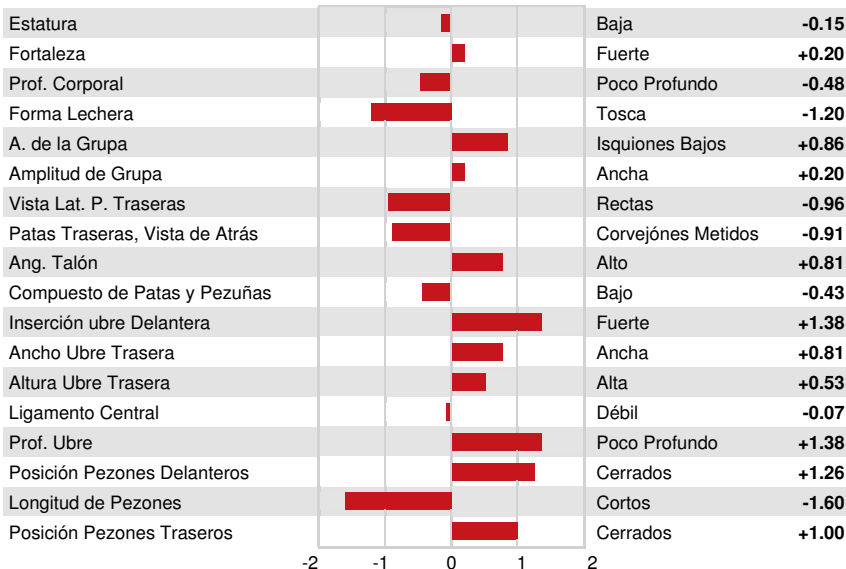 Estatura Baja -0.15
Fortaleza Fuerte +0.20
Prof. Corporal Poco Profundo -0.48
Forma Lechera Tosca -1.20
A. de la Grupa Isquiones Bajos +0.86
Amplitud de Grupa Ancha +0.20
Vista Lat. P. Traseras Rectas -0.96
Patas Traseras, Vista de Atrás Corvejónes Metidos -0.91
Ang. Talón Alto +0.81
Compuesto de Patas y Pezuñas Bajo -0.43
Inserción ubre Delantera Fuerte +1.38
Ancho Ubre Trasera Ancha +0.81
Altura Ubre Trasera Alta +0.53
Ligamento Central Débil -0.07
Prof. Ubre Poco Profundo +1.38
Posición Pezones Delanteros Cerrados +1.26
Longitud de Pezones Cortos -1.60
Posición Pezones Traseros Cerrados +1.00
-2 -1 0 1 2